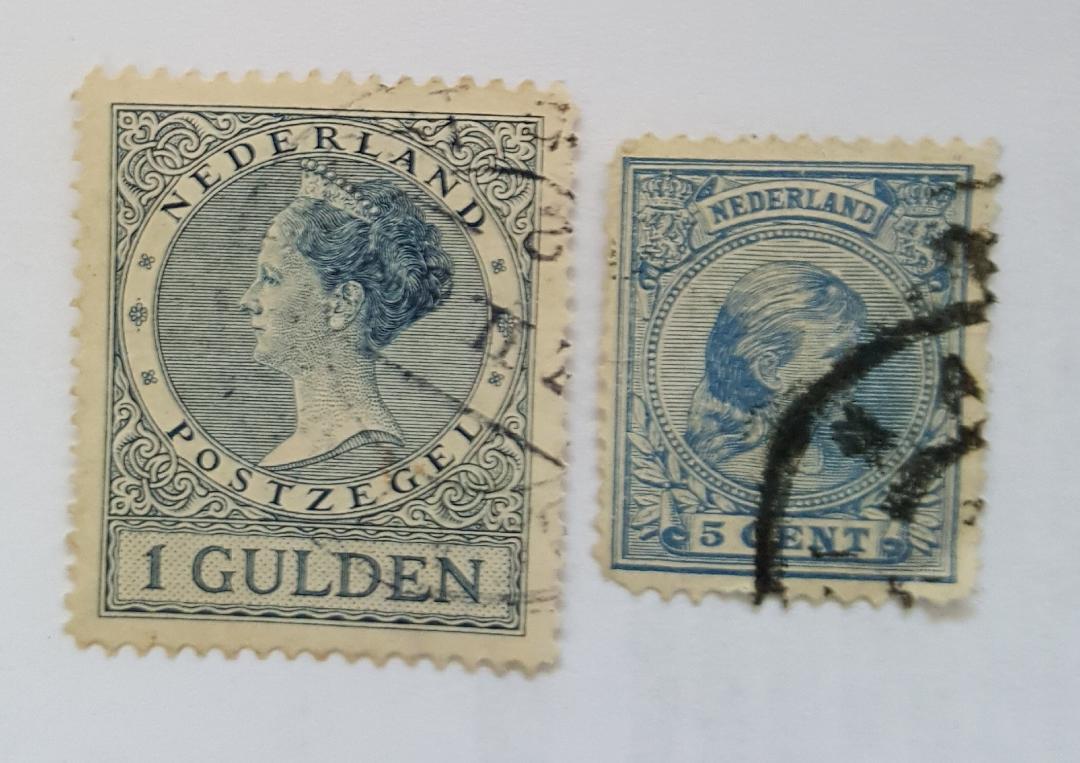 NEDERLAND
POSTZEGEL
1 GULDEN
NEDERLAND
5 CENT